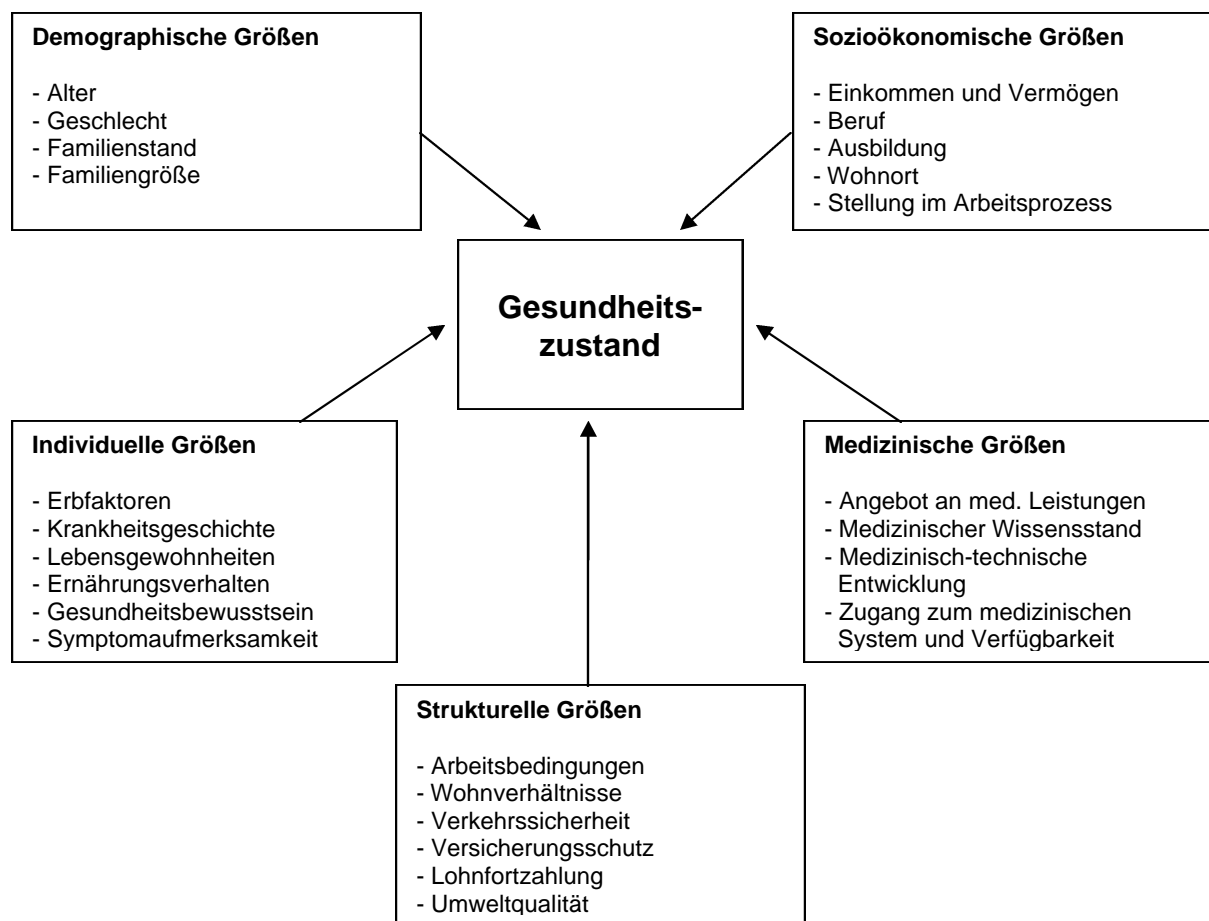 Demographische Größen
- Alter
- Geschlecht
- Familienstand
- Familiengröße
Sozioökonomische Größen
- Einkommen und Vermögen
- Beruf
- Ausbildung
- Wohnort
- Stellung im Arbeitsprozess
Gesundheits-
zustand
Individuelle Größen
- Erbfaktoren
- Krankheitsgeschichte
- Lebensgewohnheiten
- Ernährungsverhalten
- Gesundheitsbewusstsein
- Symptomaufmerksamkeit
Medizinische Größen
- Angebot an med. Leistungen
- Medizinischer Wissensstand
- Medizinisch-technische
Entwicklung
- Zugang zum medizinischen
System und Verfügbarkeit
Strukturelle Größen
- Arbeitsbedingungen
- Wohnverhältnisse
- Verkehrssicherheit
- Versicherungsschutz
- Lohnfortzahlung
- Umweltqualität